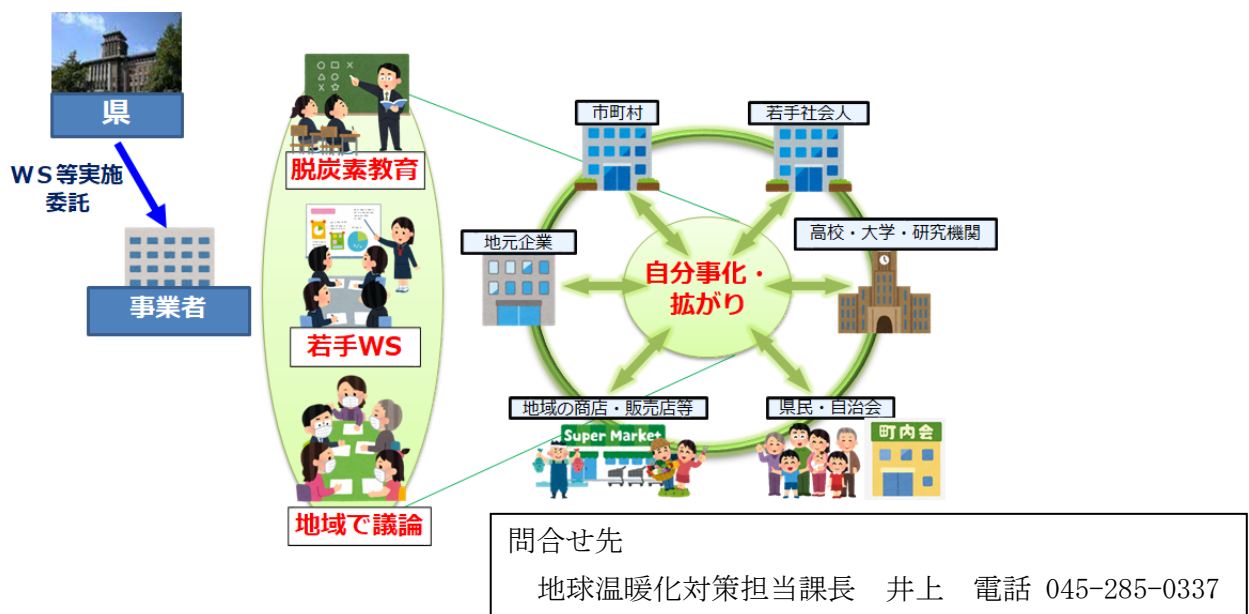 県
WS等実施
委託
事業者
脱炭素教育
若手WS
地域で議論
市町村
若手社会人
地元企業
高校・大学・研究機関
自分事化・
拡がり
地域の商店・販売店等
Super Market
県民・自治会
町内会
問合せ先
地球温暖化対策担当課長　井上　電話 045-285-0337